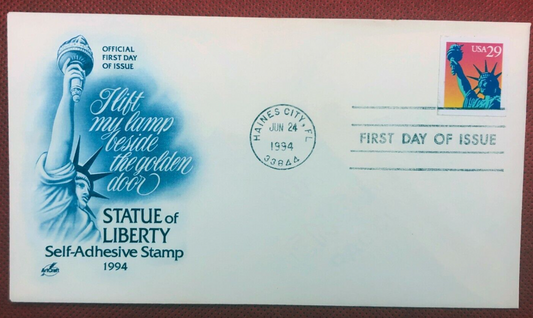 OFFICIAL
FIRST DAY
OF ISSUE
I lift
my lamp
beside
the golden
door
STATUE of
LIBERTY
Self-Adhesive Stamp
1994
ArtCraft
HAINES CITY, FL
JUN 24
1994
33844
USA 29
FIRST DAY OF ISSUE